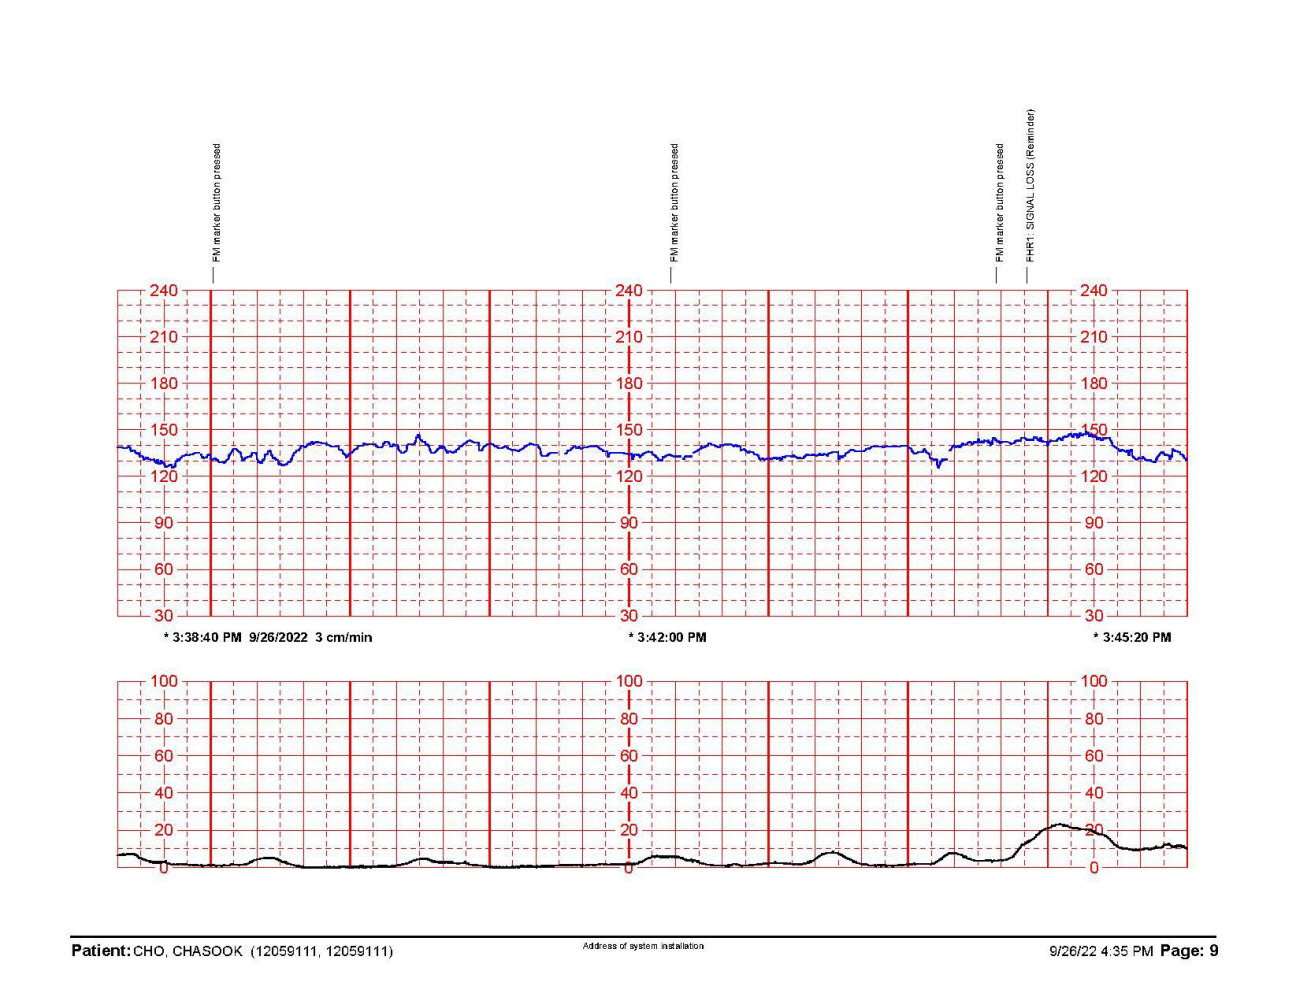 FM marker button pressed
FM marker button pressed
FM marker button pressed
FHR1: SIGNAL LOSS (Reminder)
240 240 240
210 210 210
180 180 180
150 150 150
120 120 120
90 90 90
60 60 60
30 30 30
* 3:38:40 PM 9/26/2022 3 cm/min * 3:42:00 PM * 3:45:20 PM
100 100 100
80 80 80
60 60 60
40 40 40
20 20 20
0 0 0
Patient: CHO, CHASOOK (12059111, 12059111) Address of system installation 9/26/22 4:35 PM Page: 9